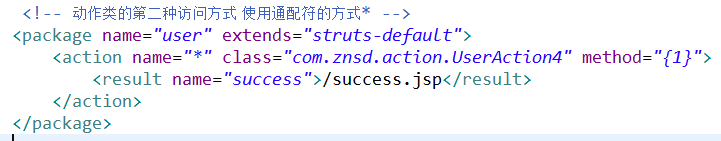 <!-- 动作类的第二种访问方式 使用通配符的方式* -->
<package name="user" extends="struts-default">
<action name="*" class="com.znsd.action.UserAction4" method="{1}">
<result name="success">/success.jsp</result>
</action>
</package>